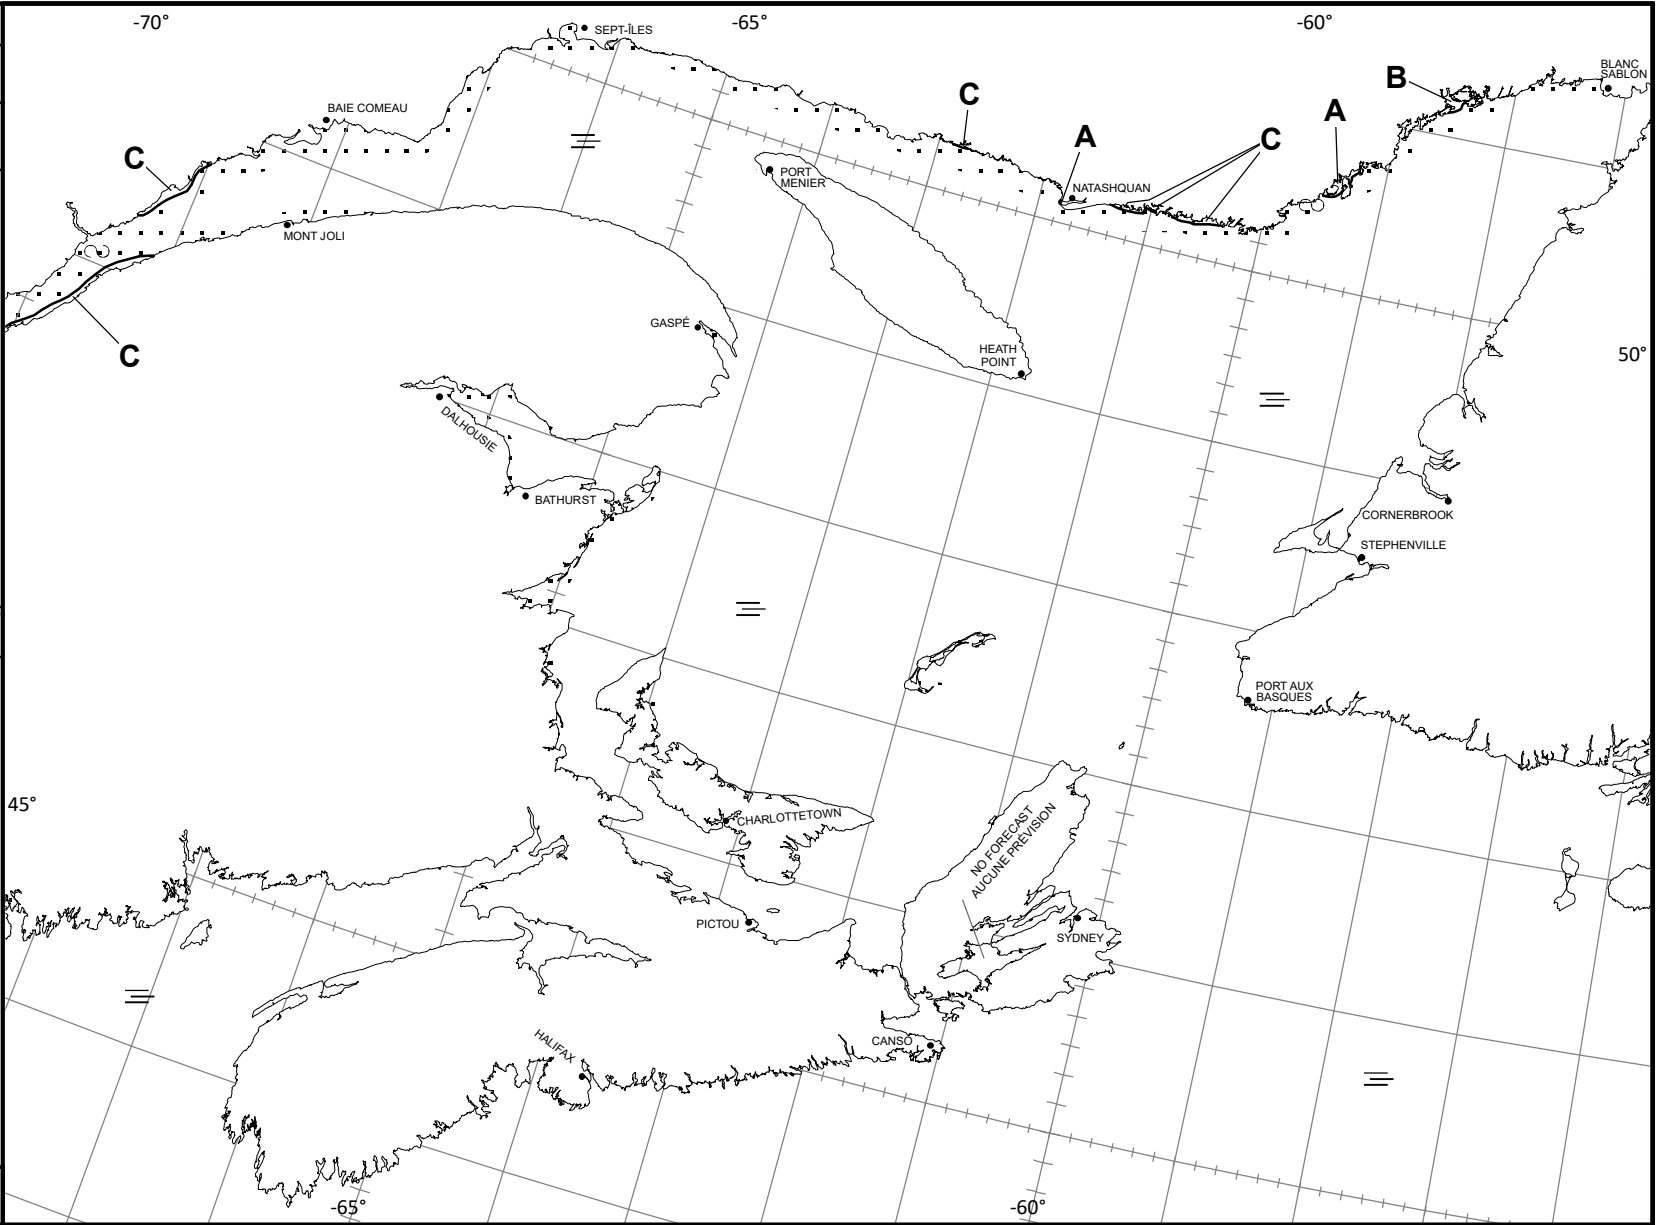 -70°
-65°
-60°
SEPT-ÎLES
BLANC
SABLON
B
C
A
BAIE COMEAU
C
A
C
PORT
MENIER
NATASHQUAN
MONT JOLI
GASPÉ
HEATH
POINT
50°
C
DALHOUSIE
BATHURST
CORNERBROOK
STEPHENVILLE
PORT AUX
BASQUES
45°
CHARLOTTETOWN
NO FORECAST
AUCUNE PRÉVISION
PICTOU
SYDNEY
HALIFAX
CANSO
-65°
-60°